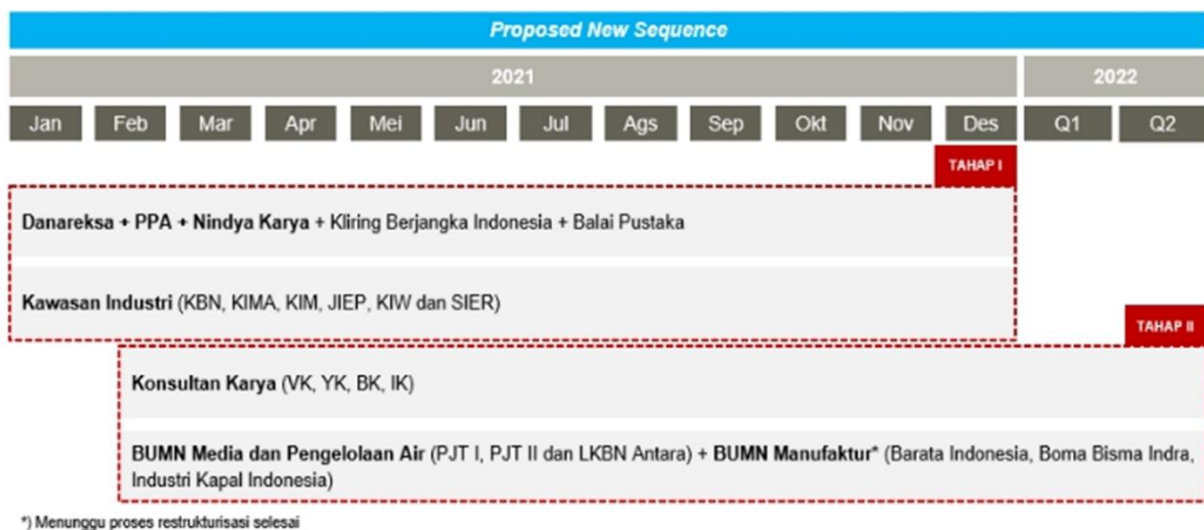 Proposed New Sequence
2021 2022
Jan Feb Mar Apr Mei Jun Jul Ags Sep Okt Nov Des Q1 Q2
TAHAP I
Danareksa + PPA + Nindya Karya + Kliring Berjangka Indonesia + Balai Pustaka
Kawasan Industri (KBN, KIMA, KIM, JIEP, KIW dan SIER)
TAHAP II
Konsultan Karya (VK, YK, BK, IK)
BUMN Media dan Pengelolaan Air (PJT I, PJT II dan LKBN Antara) + BUMN Manufaktur* (Barata Indonesia, Boma Bisma Indra,
Industri Kapal Indonesia)
*) Menunggu proses restrukturisasi selesai